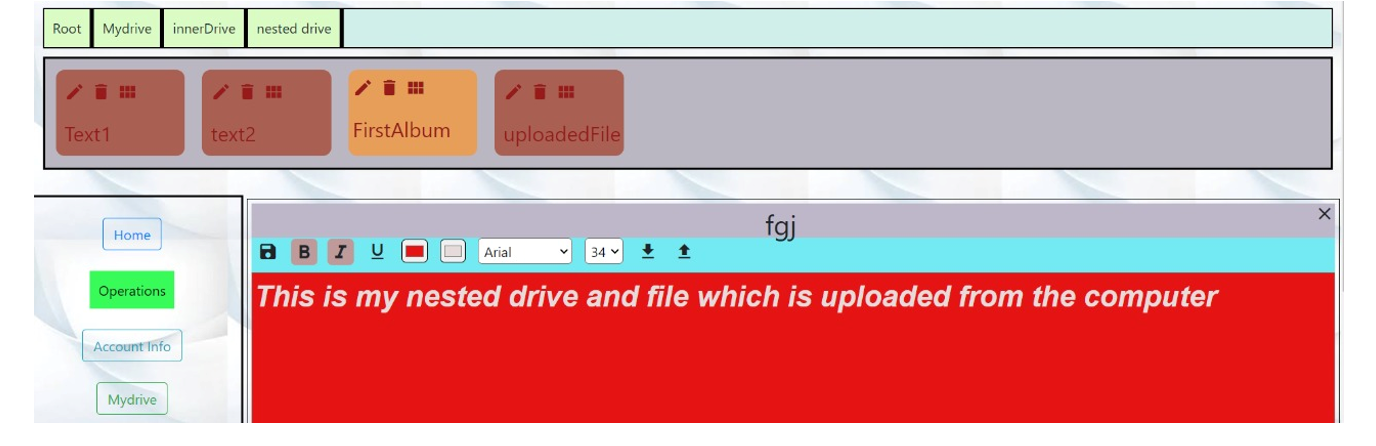 Root Mydrive innerDrive nested drive
Text1 text2 FirstAlbum uploadedFile
fgj
Home
B I U Arial 34
Operations
This is my nested drive and file which is uploaded from the computer
Account Info
Mydrive